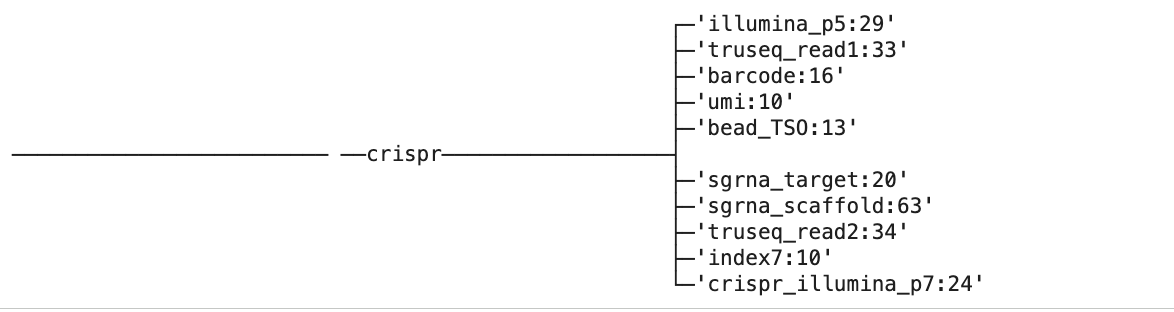 'illumina_p5:29'
'truseq_read1:33'
'barcode:16'
'umi:10'
'bead_TSO:13'
crispr
'sgrna_target:20'
'sgrna_scaffold:63'
'truseq_read2:34'
'index7:10'
'crispr_illumina_p7:24'